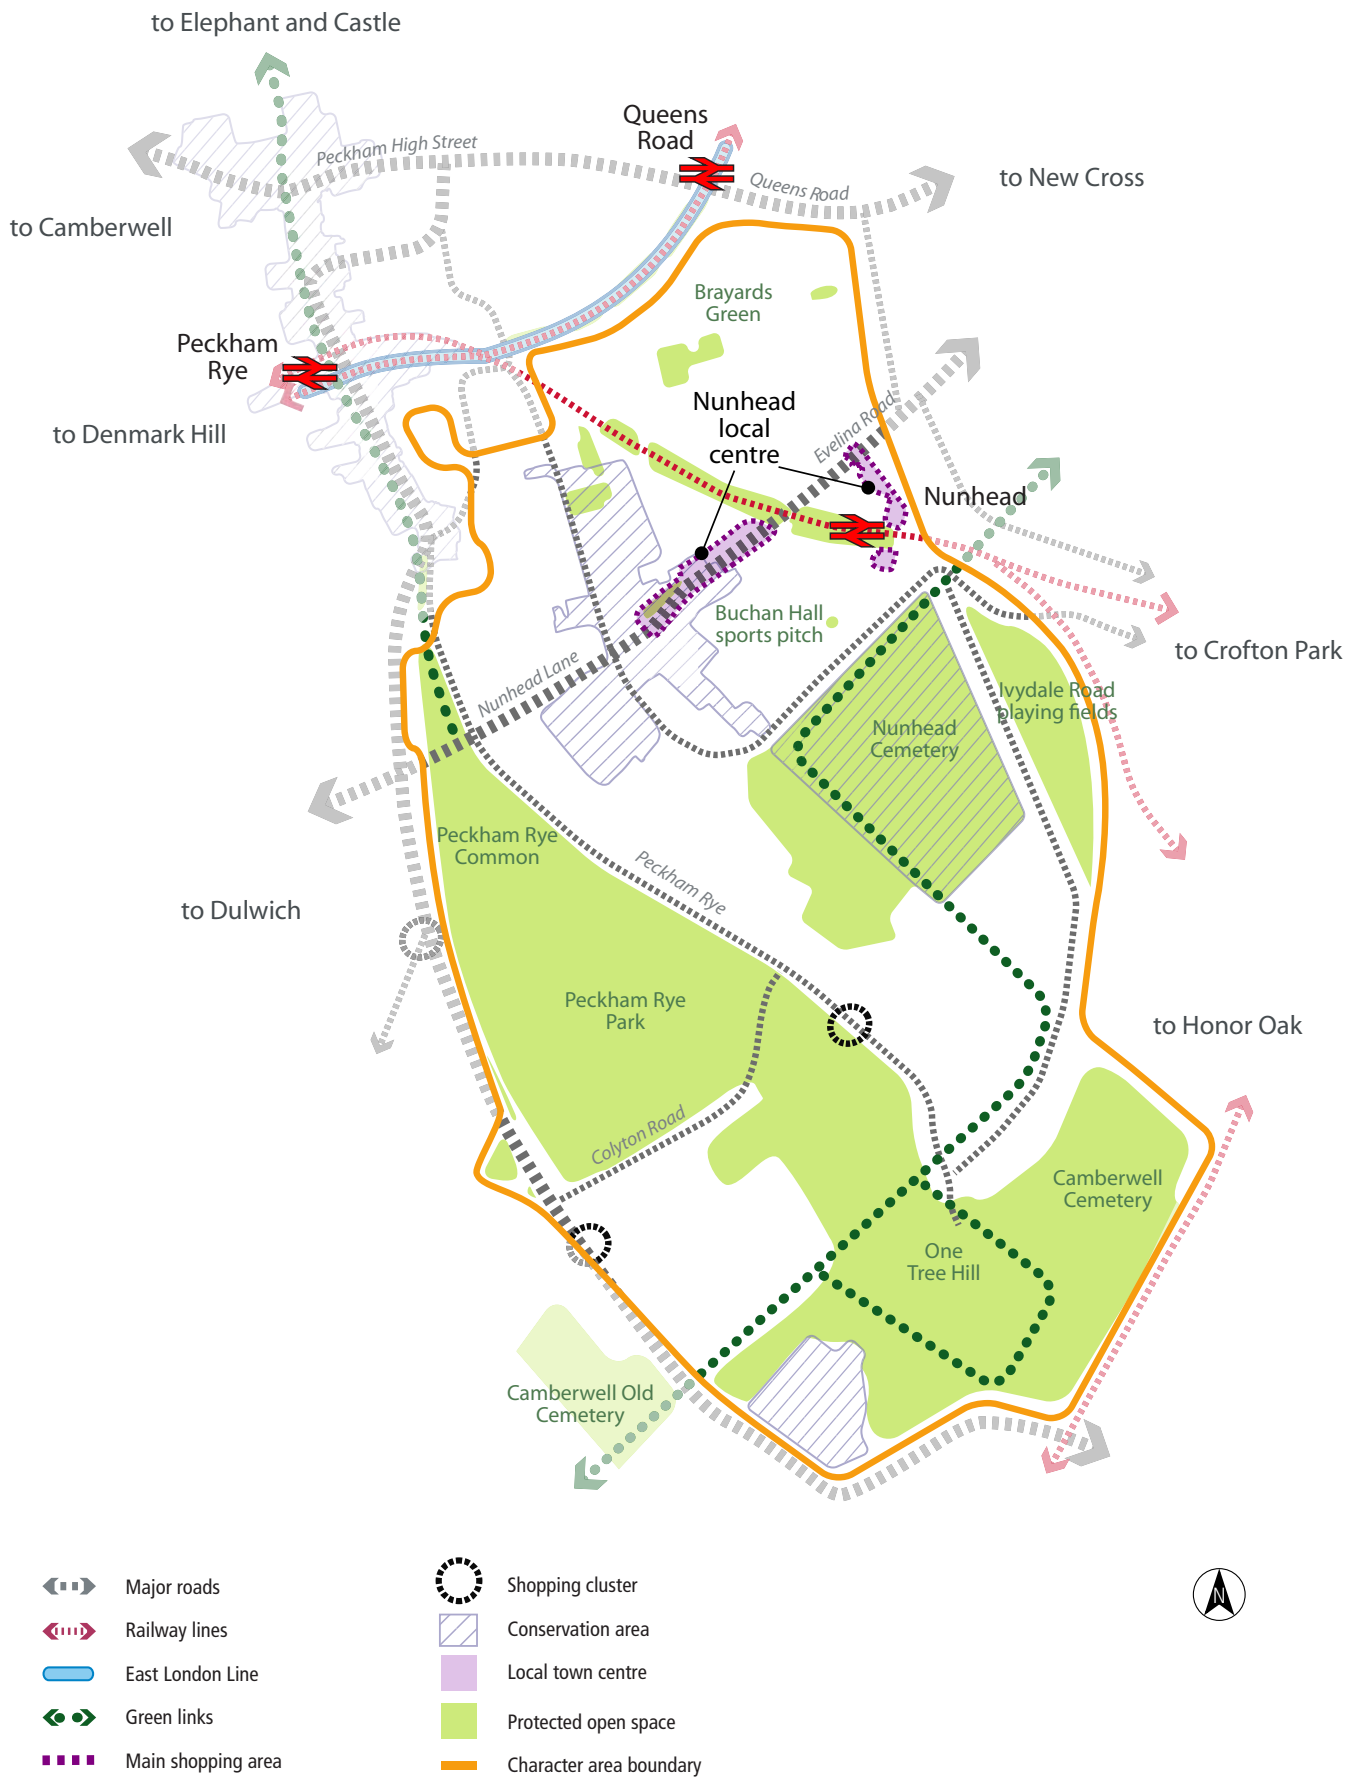 to Elephant and Castle
Queens
Road
Peckham High Street
Queens Road
to New Cross
to Camberwell
Brayards
Green
Peckham
Rye
Nunhead
local
centre
Evelina Road
to Denmark Hill
Nunhead
Buchan Hall
sports pitch
to Crofton Park
Nunhead Lane
Ivydale Road
playing fields
Nunhead
Cemetery
Peckham Rye
Common
Peckham Rye
to Dulwich
Peckham Rye
Park
to Honor Oak
Colyton Road
Camberwell
Cemetery
One
Tree Hill
Camberwell Old
Cemetery
Major roads
Railway lines
East London Line
Green links
Main shopping area
Shopping cluster
Conservation area
Local town centre
Protected open space
Character area boundary
N